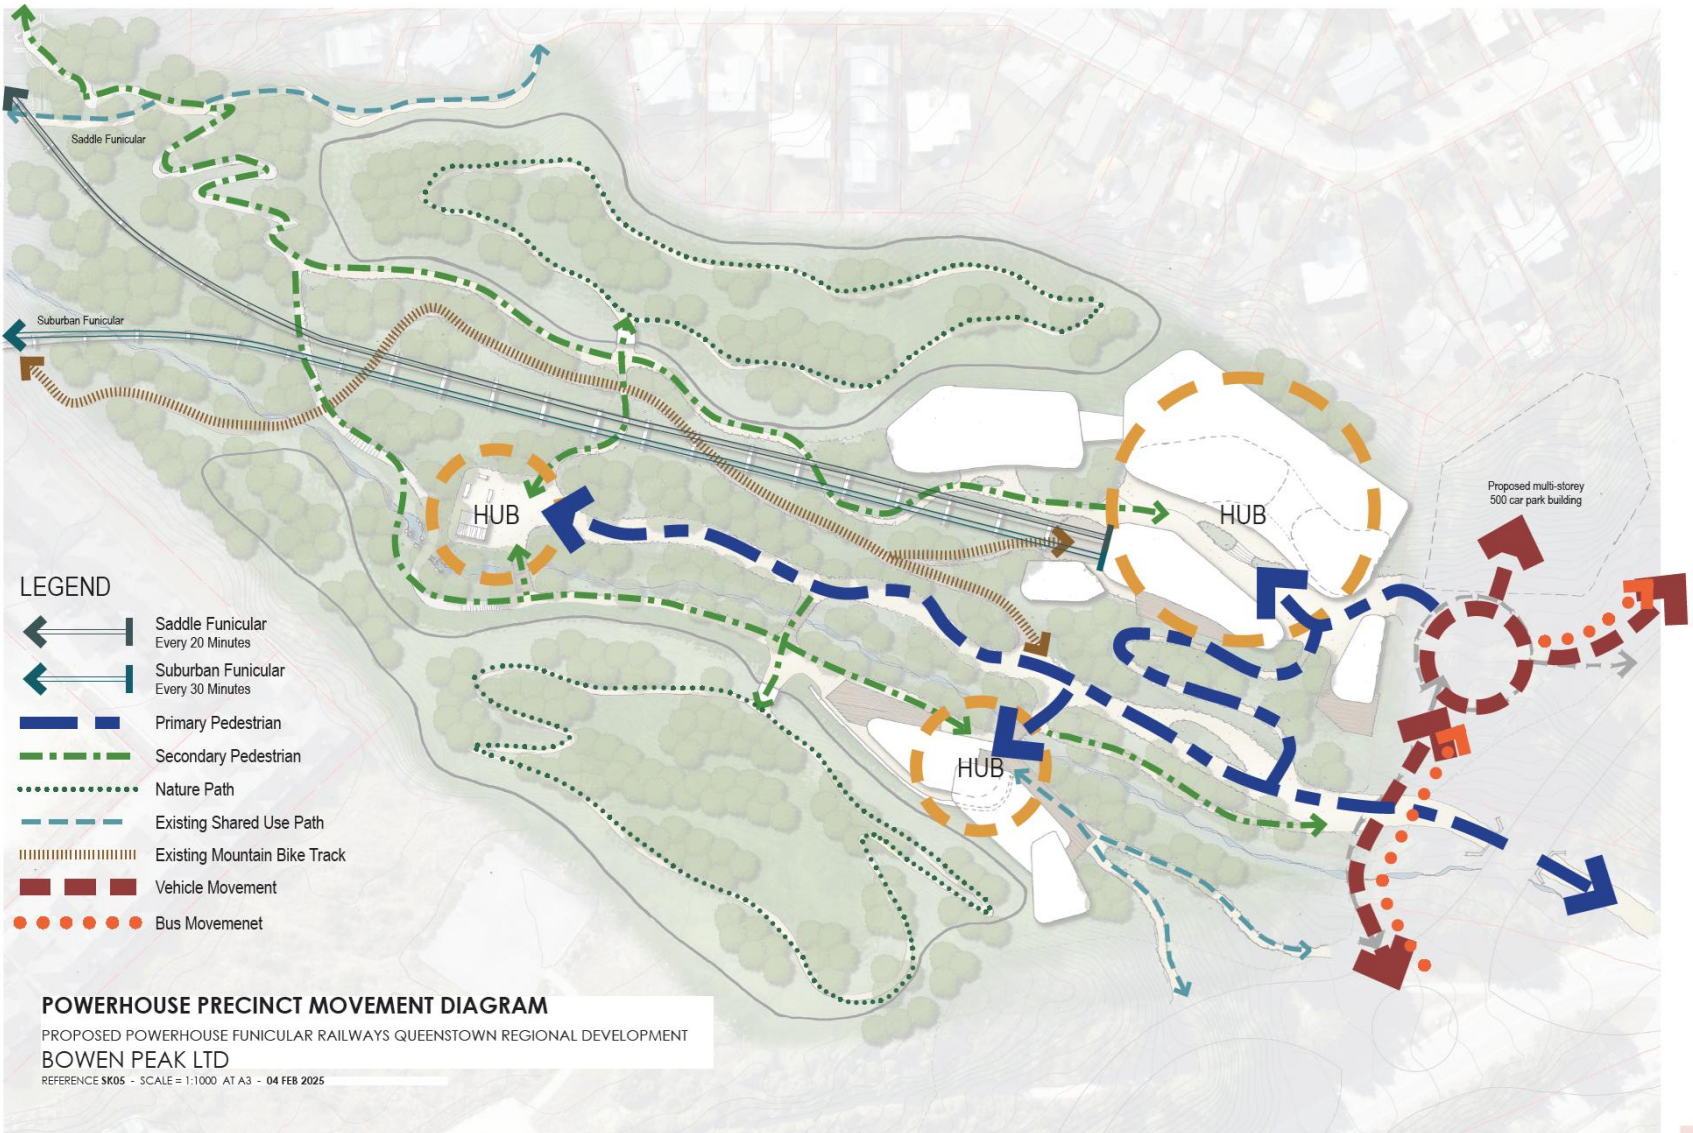 Saddle Funicular
Suburban Funicular
Proposed multi-storey
500 car park building
HUB
HUB
HUB
LEGEND
Saddle Funicular
Every 20 Minutes
Suburban Funicular
Every 30 Minutes
Primary Pedestrian
Secondary Pedestrian
Nature Path
Existing Shared Use Path
Existing Mountain Bike Track
Vehicle Movement
Bus Movemenet
POWERHOUSE PRECINCT MOVEMENT DIAGRAM
PROPOSED POWERHOUSE FUNICULAR RAILWAYS QUEENSTOWN REGIONAL DEVELOPMENT
BOWEN PEAK LTD
REFERENCE SK05 - SCALE = 1:1000 AT A3 - 04 FEB 2025